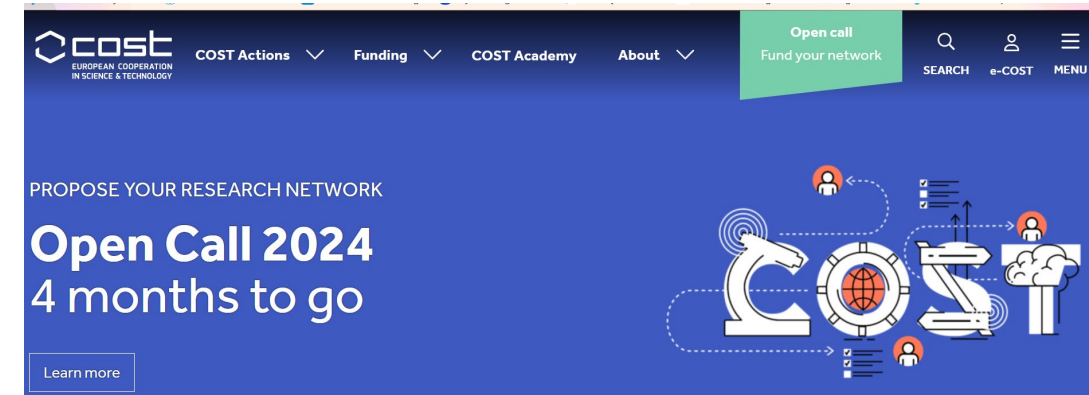 cost
EUROPEAN COOPERATION
IN SCIENCE & TECHNOLOGY
COST Actions
Funding
COST Academy
About
Open call
Fund your network
SEARCH
e-COST
MENU
PROPOSE YOUR RESEARCH NETWORK
Open Call 2024
4 months to go
Learn more
COST